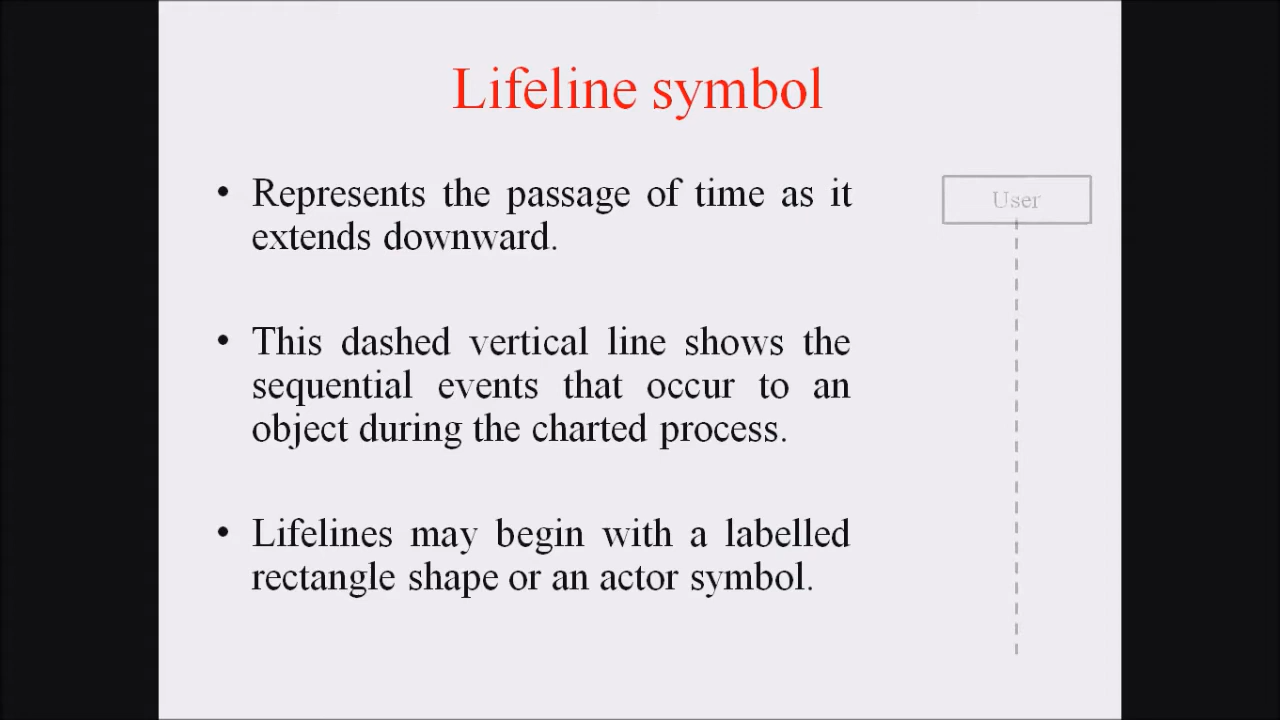 Lifeline symbol
• Represents the passage of time as it
extends downward.
• This dashed vertical line shows the
sequential events that occur to an
object during the charted process.
• Lifelines may begin with a labelled
rectangle shape or an actor symbol.
User